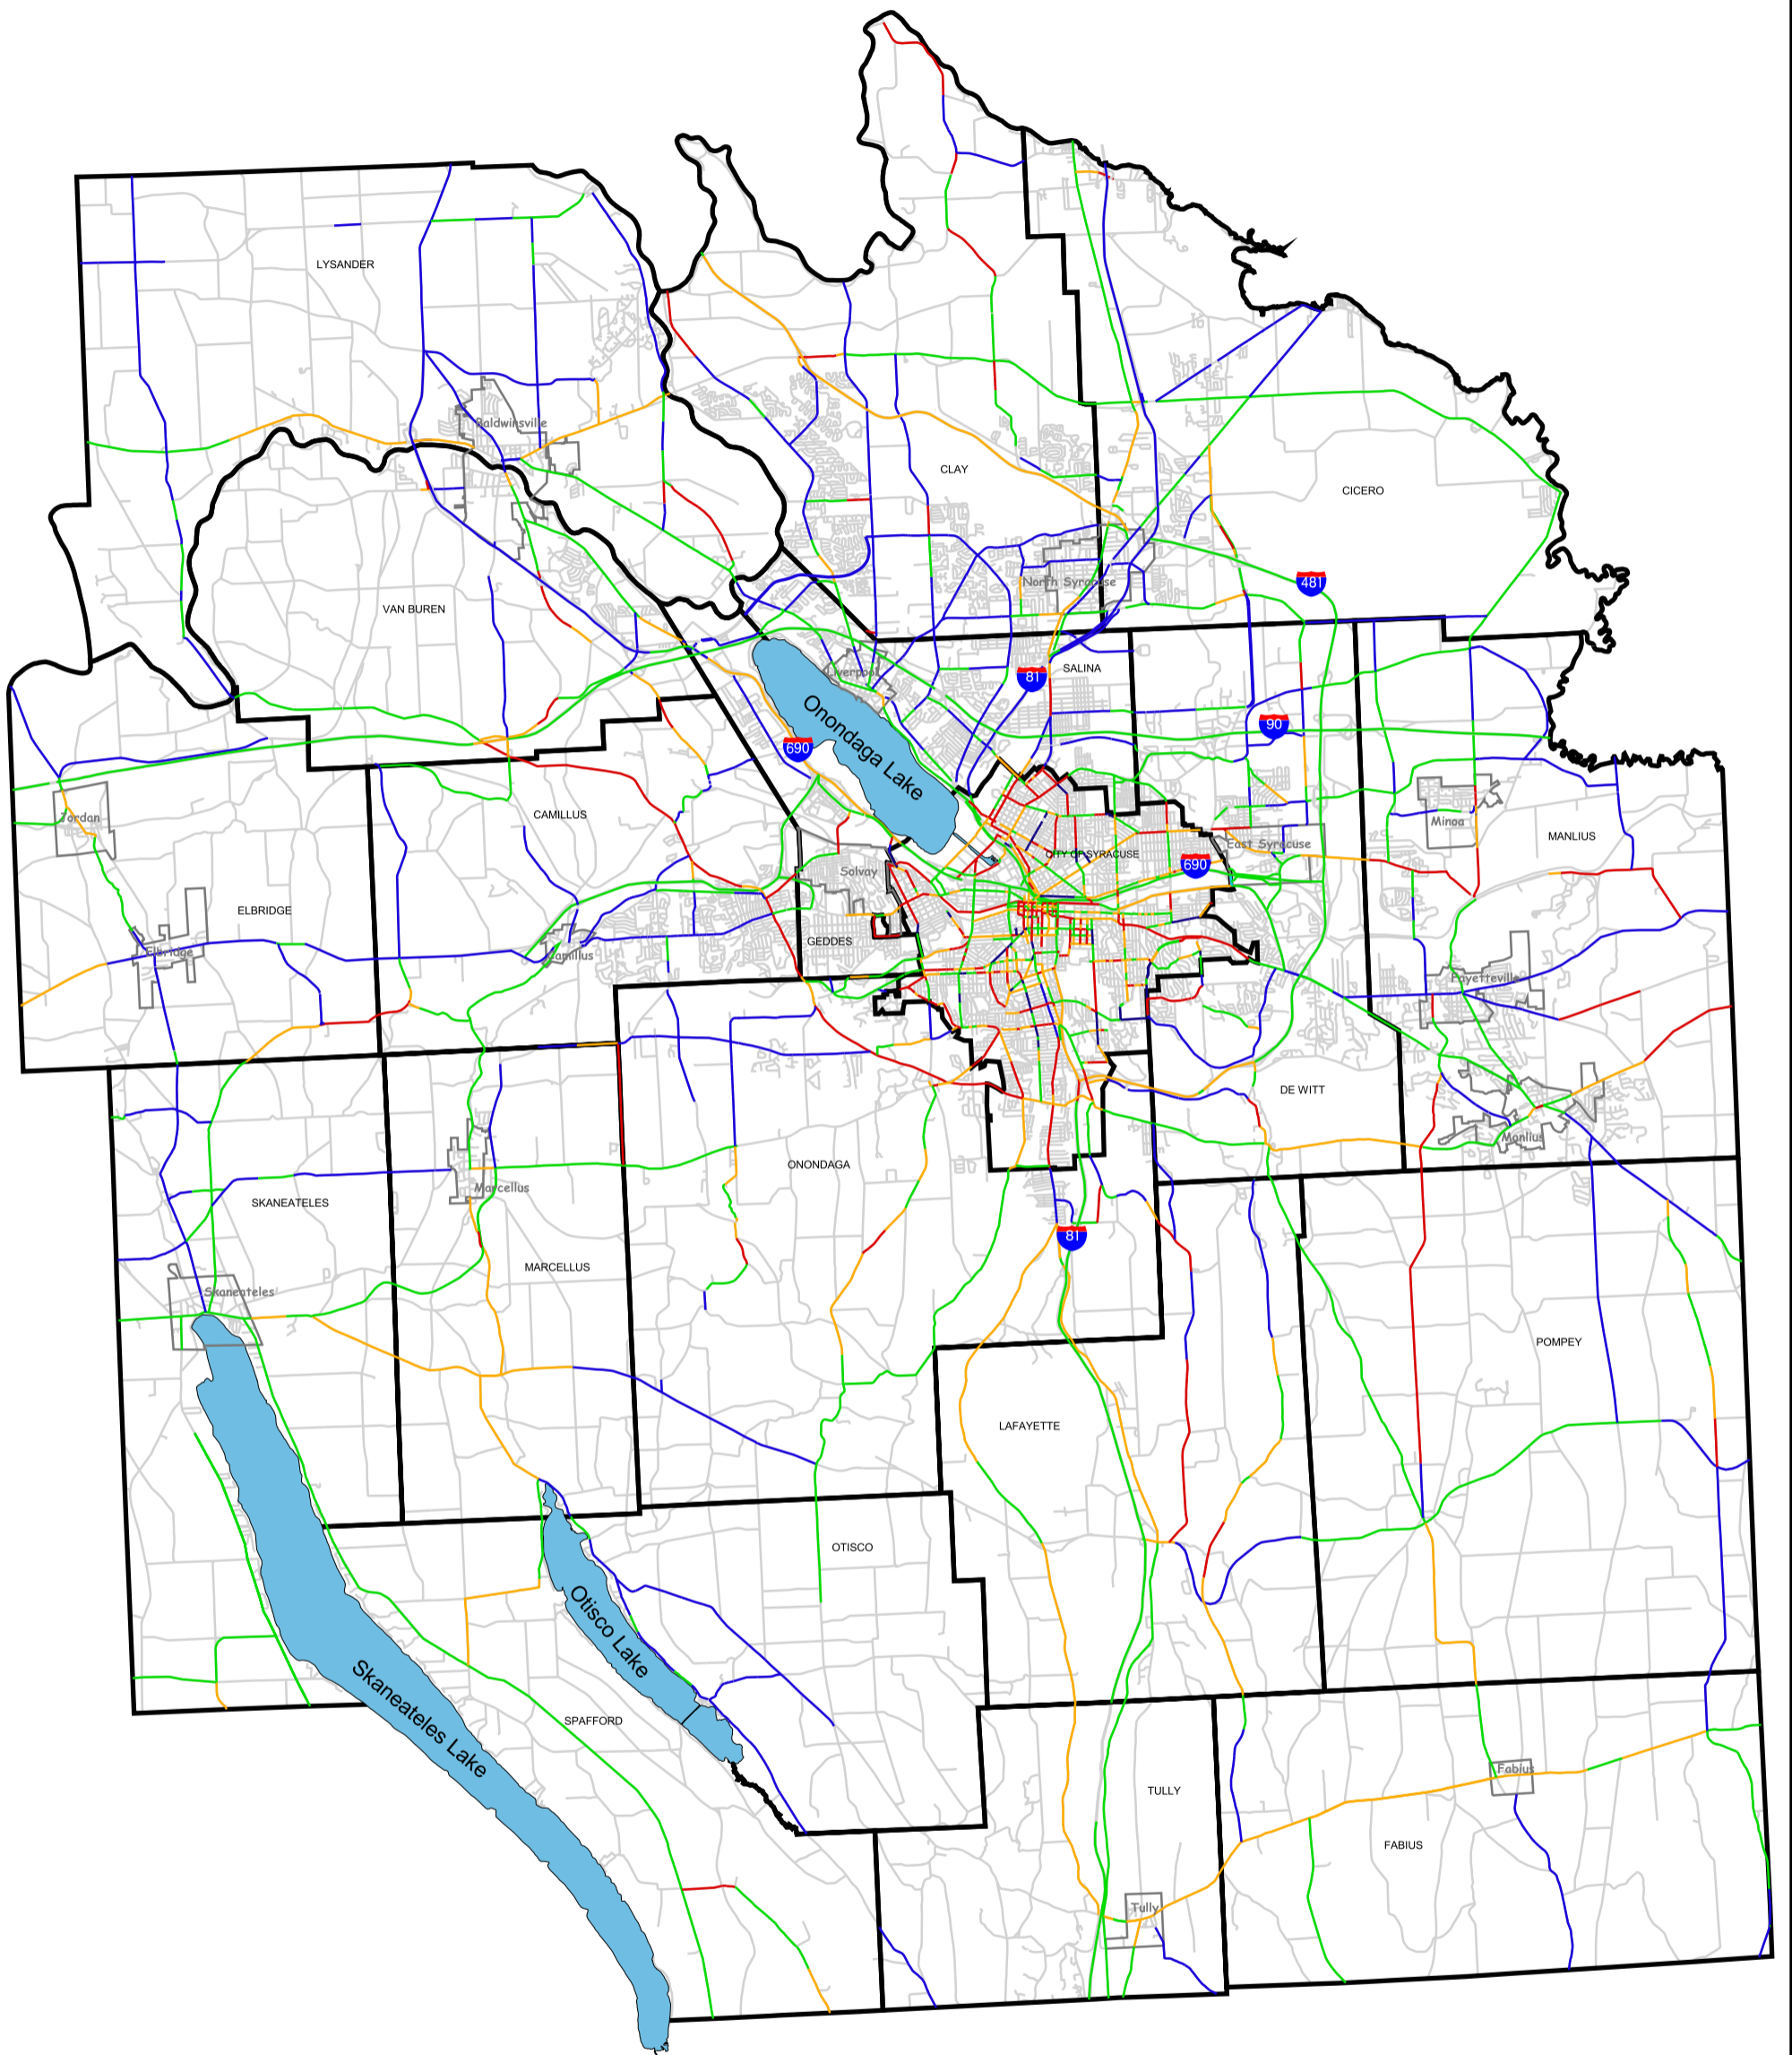 LYSANDER
Baldwinsville
CLAY
CICERO
481
North Syracuse
VAN BUREN
SALINA
Liverpool
81
Onondaga Lake
90
690
Jordan
CAMILLUS
Minoa
MANLIUS
East Syracuse
CITY OF SYRACUSE
690
Solvay
ELBRIDGE
GEDDES
Elbridge
Camillus
Fayetteville
DE WITT
Manlius
ONONDAGA
Marcellus
SKANEATELES
81
MARCELLUS
Skaneateles
POMPEY
LAFAYETTE
OTISCO
Otisco Lake
Skaneateles Lake
SPAFFORD
Fabius
TULLY
FABIUS
Tully